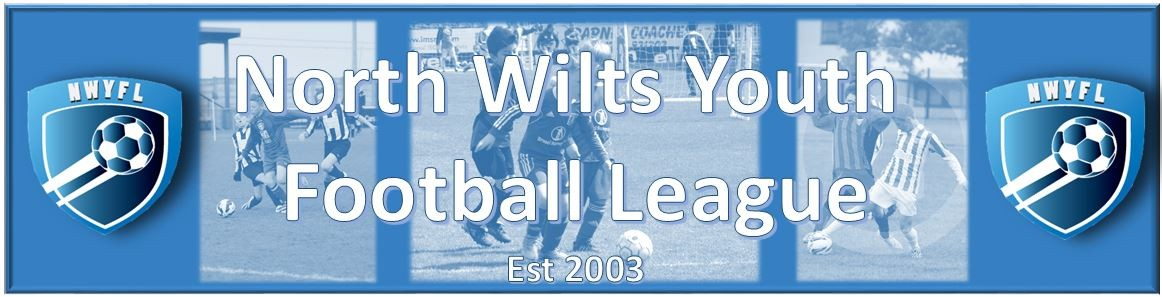 NWYFL
North Wilts Youth
Football League
Est 2003
NWYFL